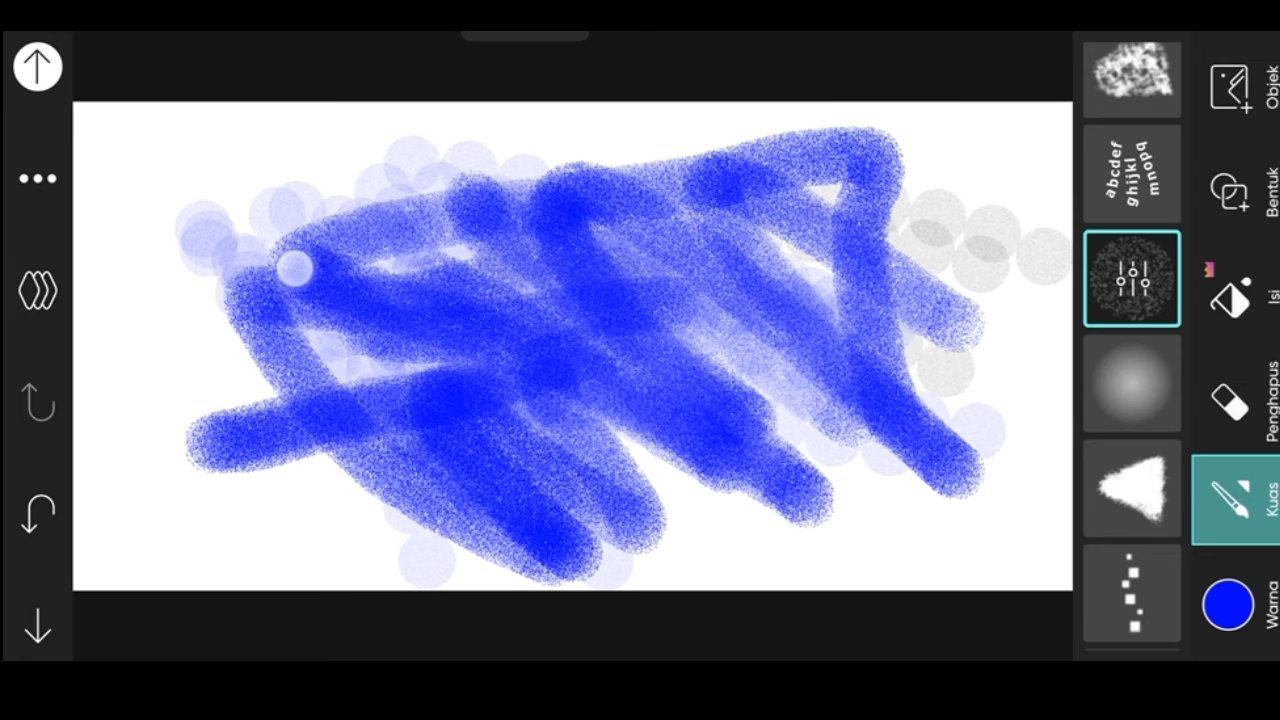 abcdef
ghijkl
mnopq
Objek
Bentuk
Isi
Penghapus
Kuas
Warna